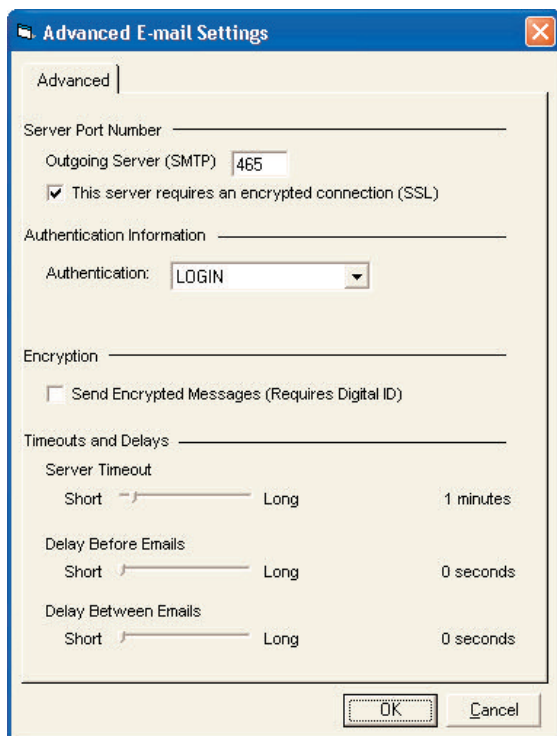 Advanced E-mail Settings
Advanced
Server Port Number
Outgoing Server (SMTP) 465
This server requires an encrypted connection (SSL)
Authentication Information
Authentication: LOGIN
Encryption
Send Encrypted Messages (Requires Digital ID)
Timeouts and Delays
Server Timeout
Short Long 1 minutes
Delay Before Emails
Short Long 0 seconds
Delay Between Emails
Short Long 0 seconds
OK Cancel